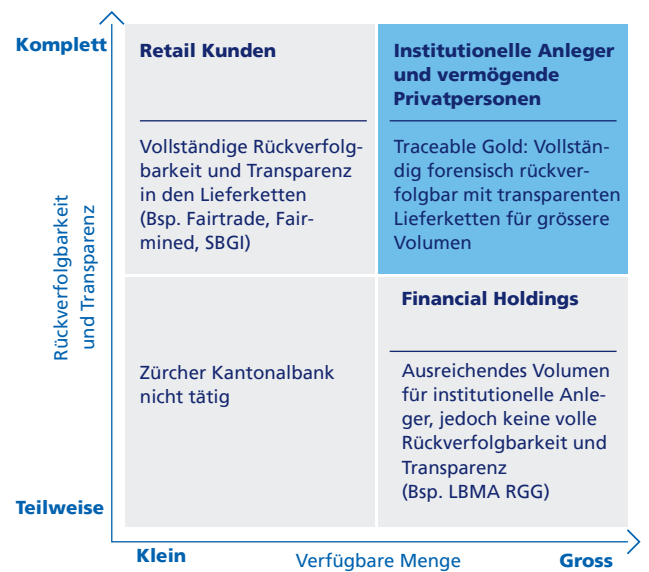 Komplett
Retail Kunden
Vollständige Rückverfolg-
barkeit und Transparenz
in den Lieferketten
(Bsp. Fairtrade, Fair-
mined, SBGI)
Institutionelle Anleger
und vermögende
Privatpersonen
Traceable Gold: Vollstän-
dig forensisch rückver-
folgbar mit transparenten
Lieferketten für grössere
Volumen
Rückverfolgbarkeit
und Transparenz
Zürcher Kantonalbank
nicht tätig
Financial Holdings
Ausreichendes Volumen
für institutionelle Anle-
ger, jedoch keine volle
Rückverfolgbarkeit und
Transparenz
(Bsp. LBMA RGG)
Teilweise
Klein
Verfügbare Menge
Gross